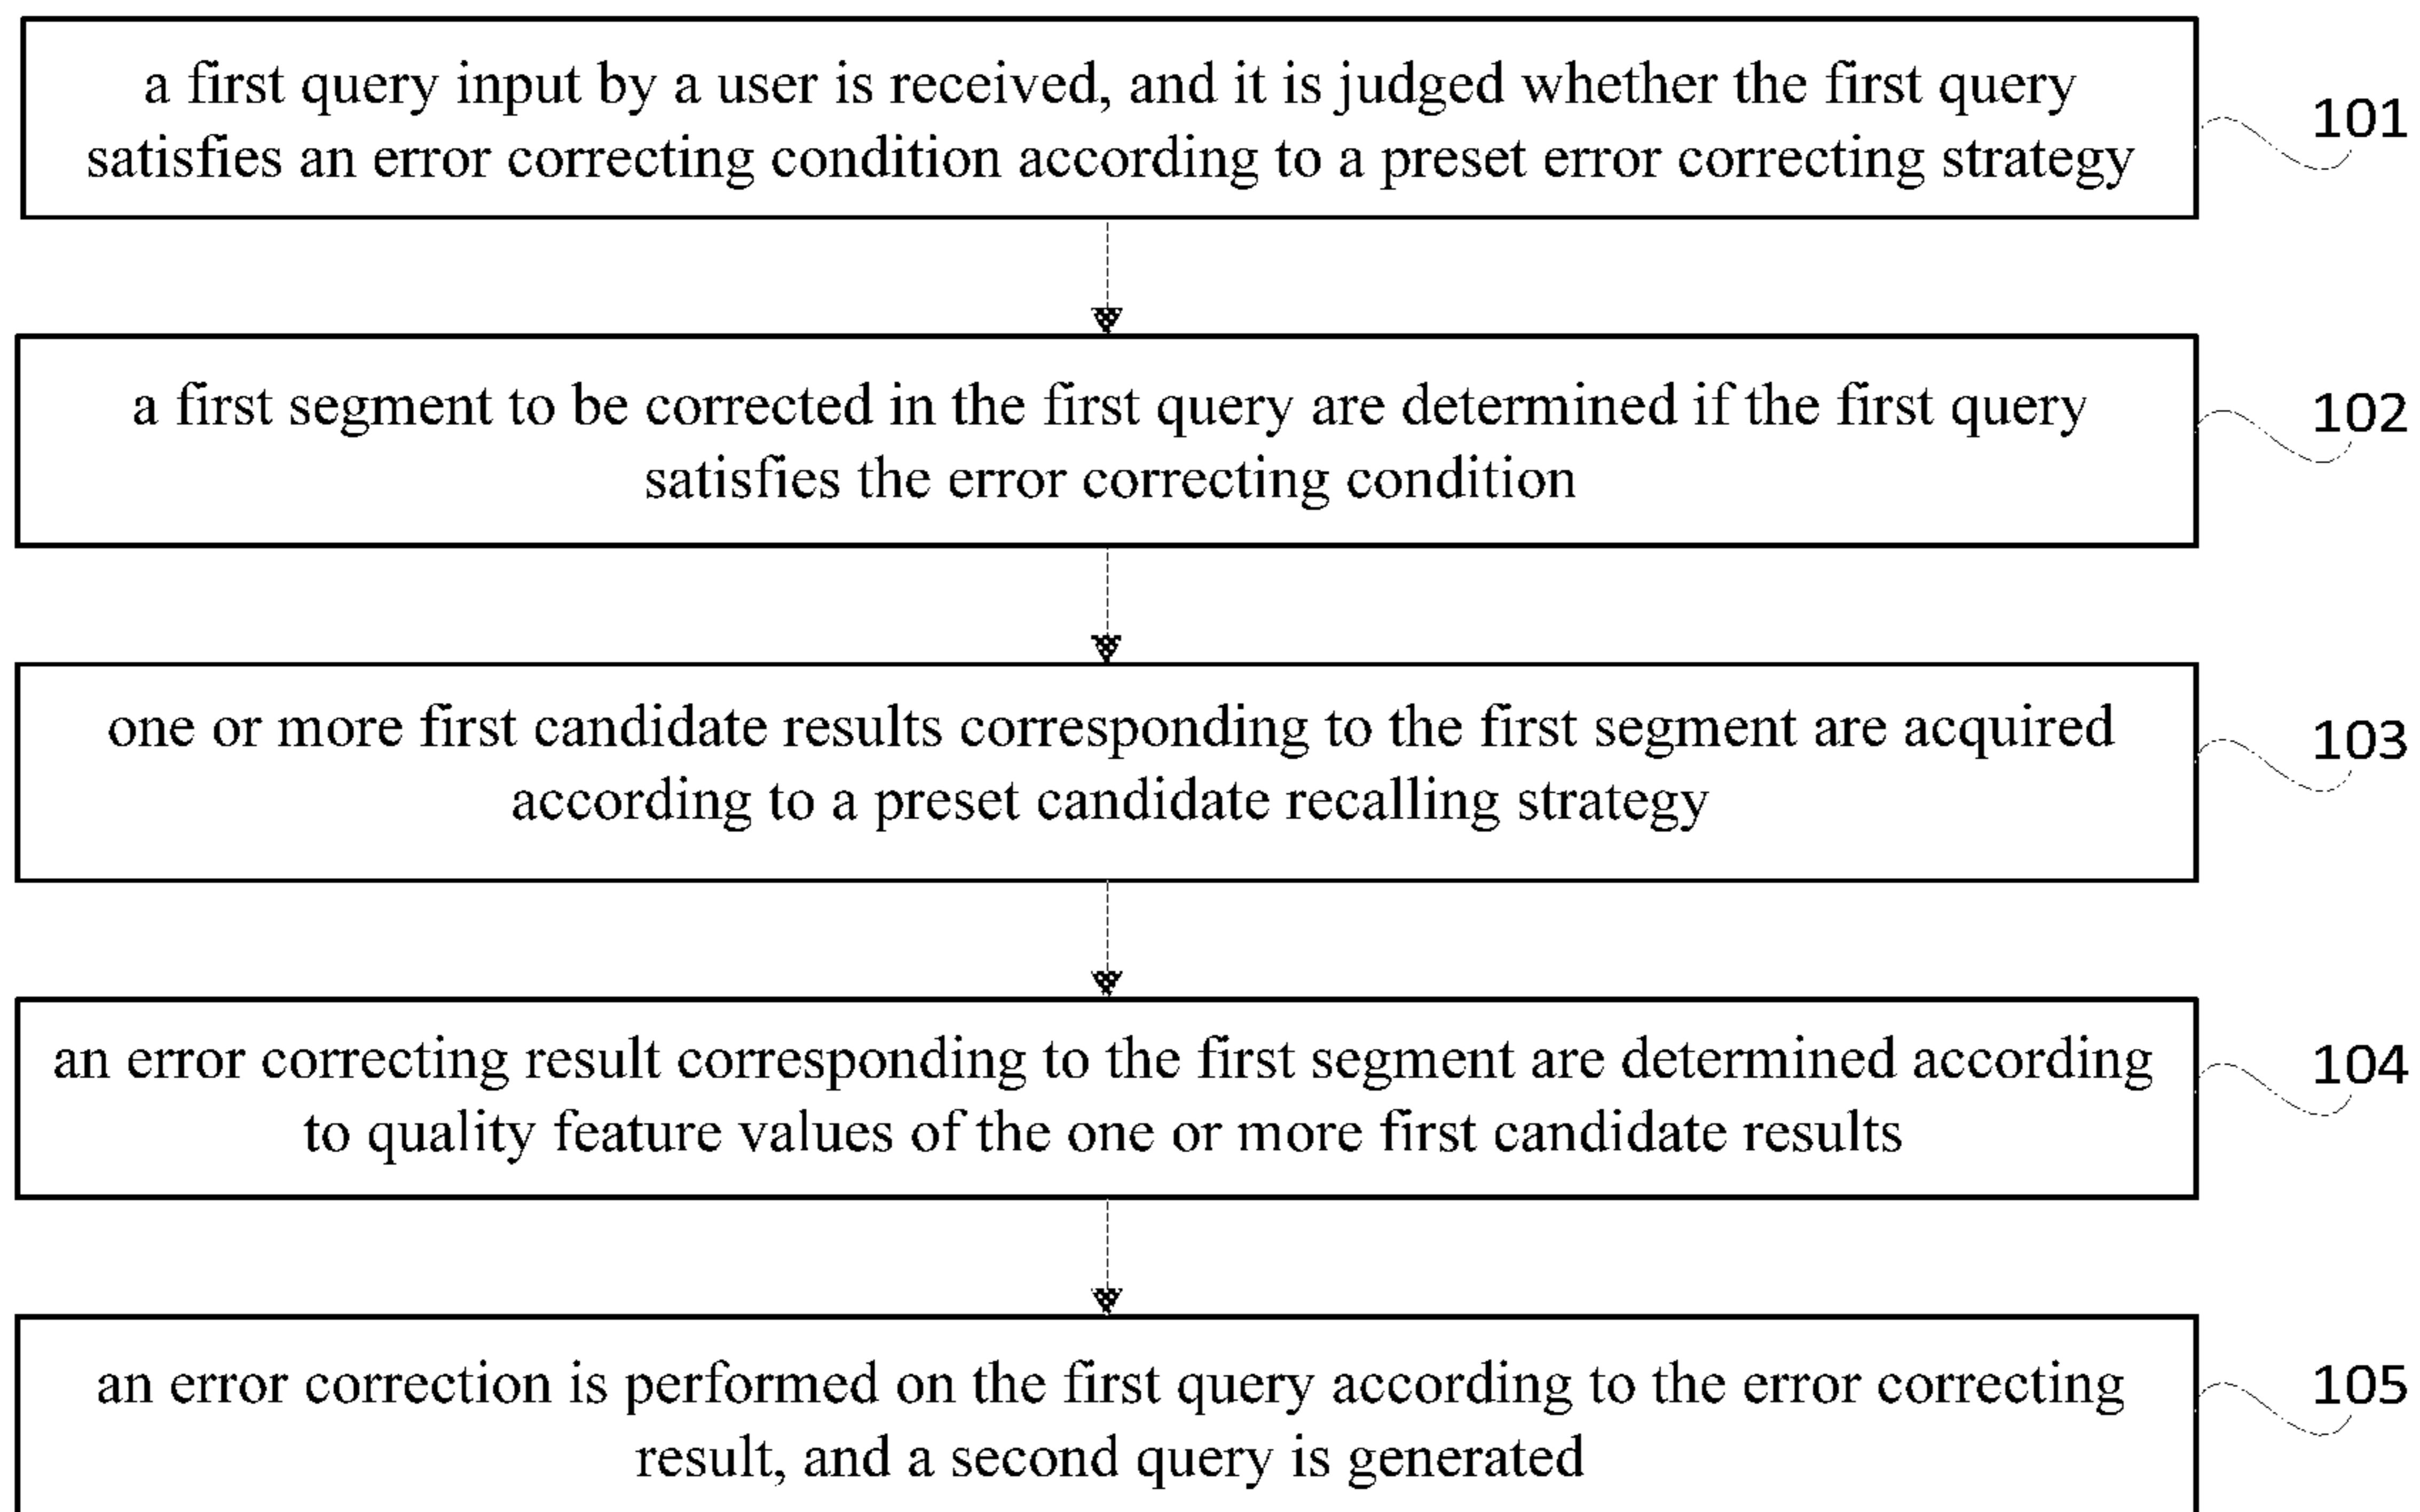 a first query input by a user is received, and it is judged whether the first query
satisfies an error correcting condition according to a preset error correcting strategy
101
a first segment to be corrected in the first query are determined if the first query
satisfies the error correcting condition
102
one or more first candidate results corresponding to the first segment are acquired
according to a preset candidate recalling strategy
103
an error correcting result corresponding to the first segment are determined according
to quality feature values of the one or more first candidate results
104
an error correction is performed on the first query according to the error correcting
result, and a second query is generated
105